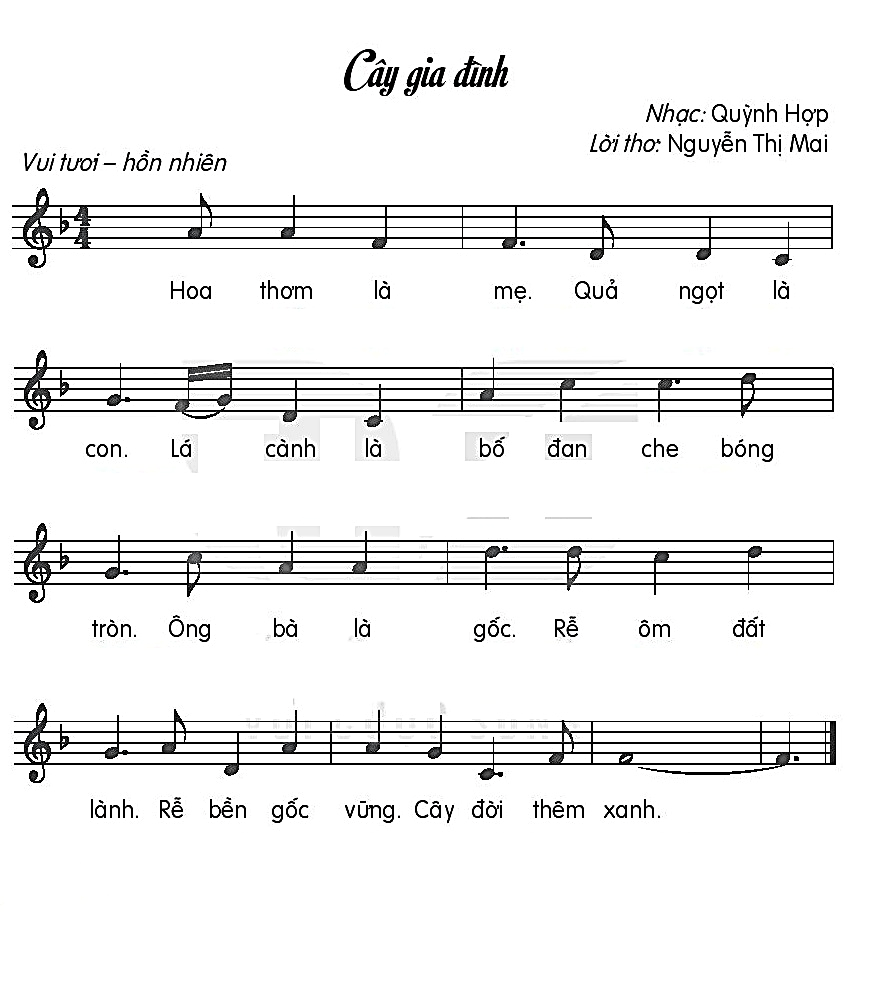 Cây gia đình
Nhạc: Quỳnh Hợp
Lời thơ: Nguyễn Thị Mai
Vui tươi – hồn nhiên
4
4
Hoa thơm là mẹ. Quả ngọt là
con. Lá cành là bố đan che bóng
tròn. Ông bà là gốc. Rễ ôm đất
lành. Rễ bền gốc vững. Cây đời thêm xanh.